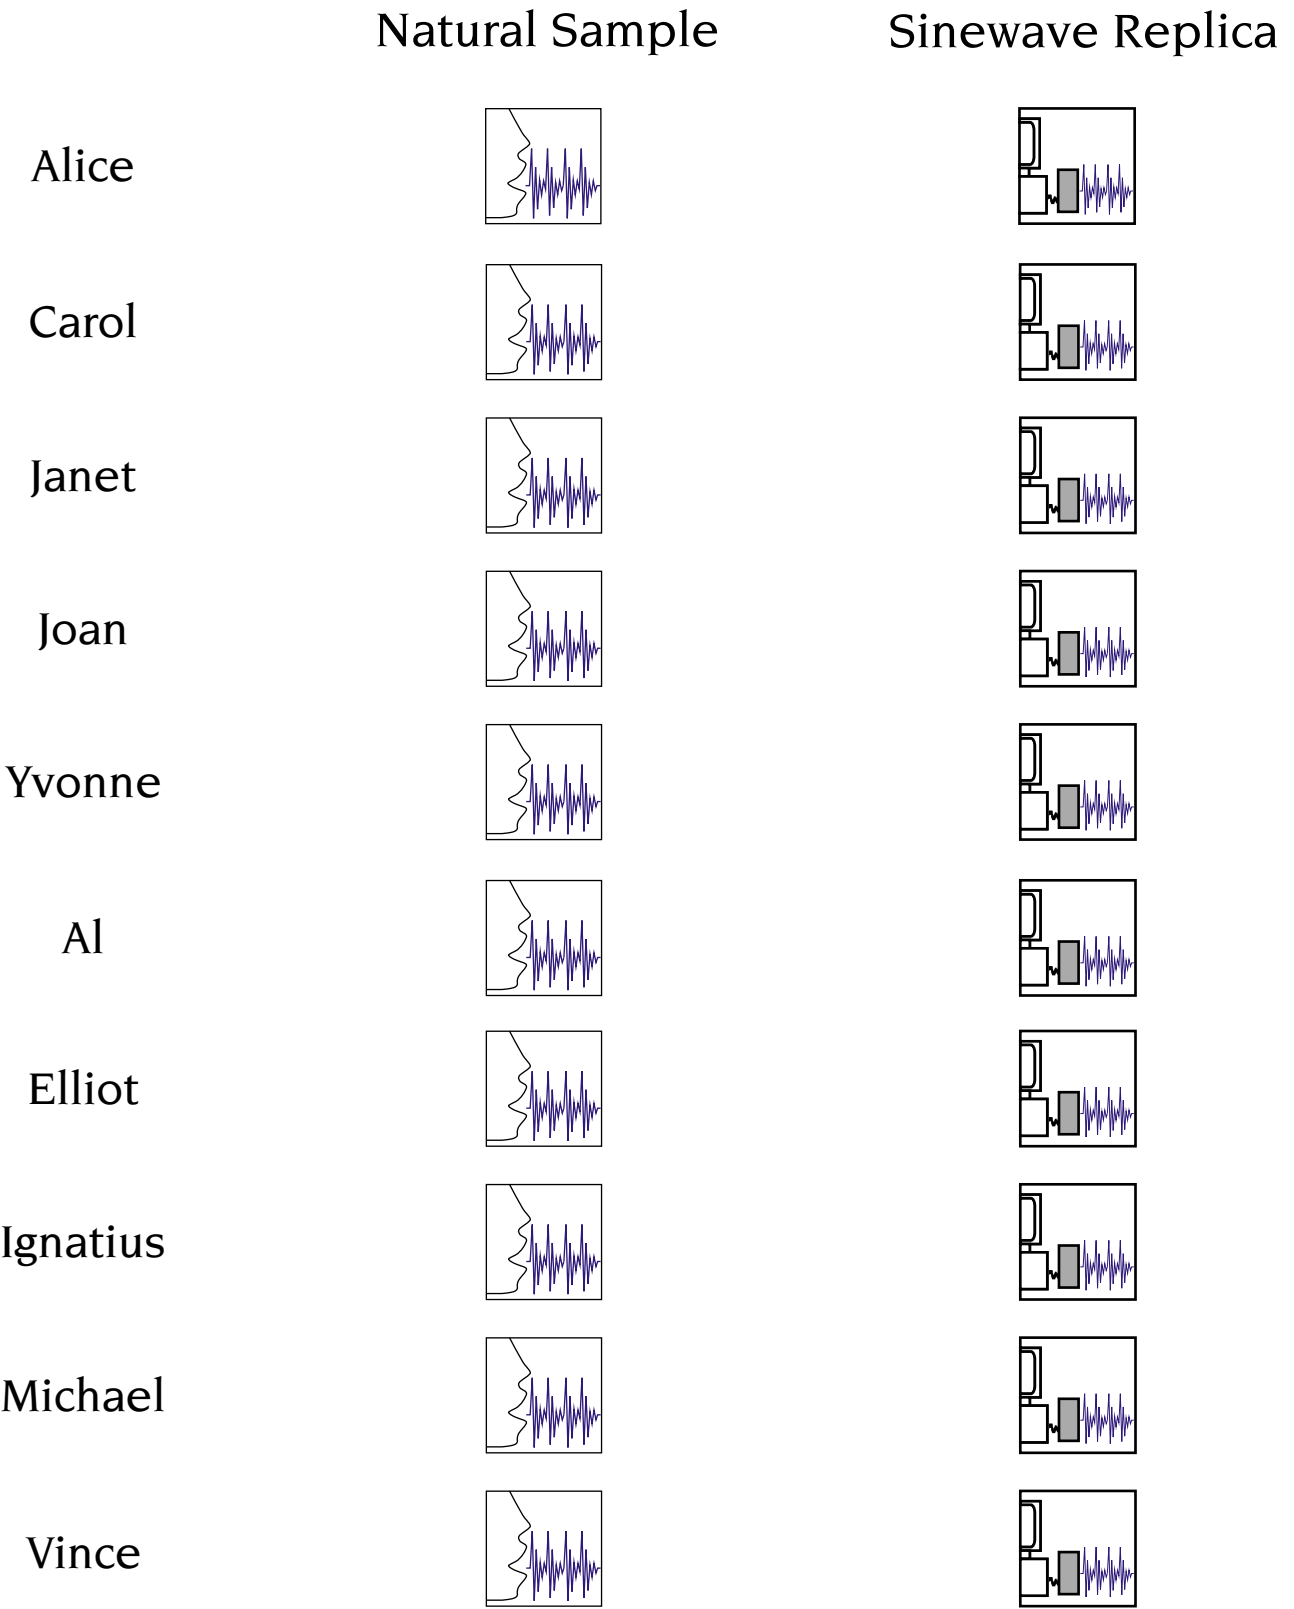 Natural Sample Sinewave Replica
Alice
Carol
Janet
Joan
Yvonne
Al
Elliot
Ignatius
Michael
Vince